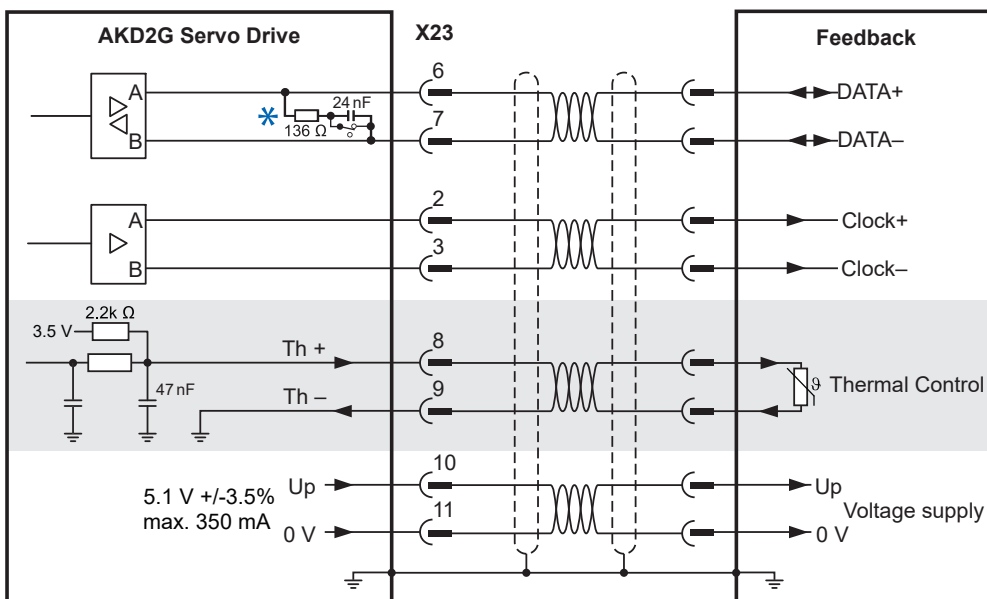 AKD2G Servo Drive
X23
Feedback
A
B
*
136 Ω
24 nF
6
7
DATA+
DATA–
A
B
2
3
Clock+
Clock–
3.5 V
2.2k Ω
47 nF
Th +
Th –
8
9
ϑ
Thermal Control
5.1 V +/-3.5%
max. 350 mA
Up
0 V
10
11
Up
0 V
Voltage supply